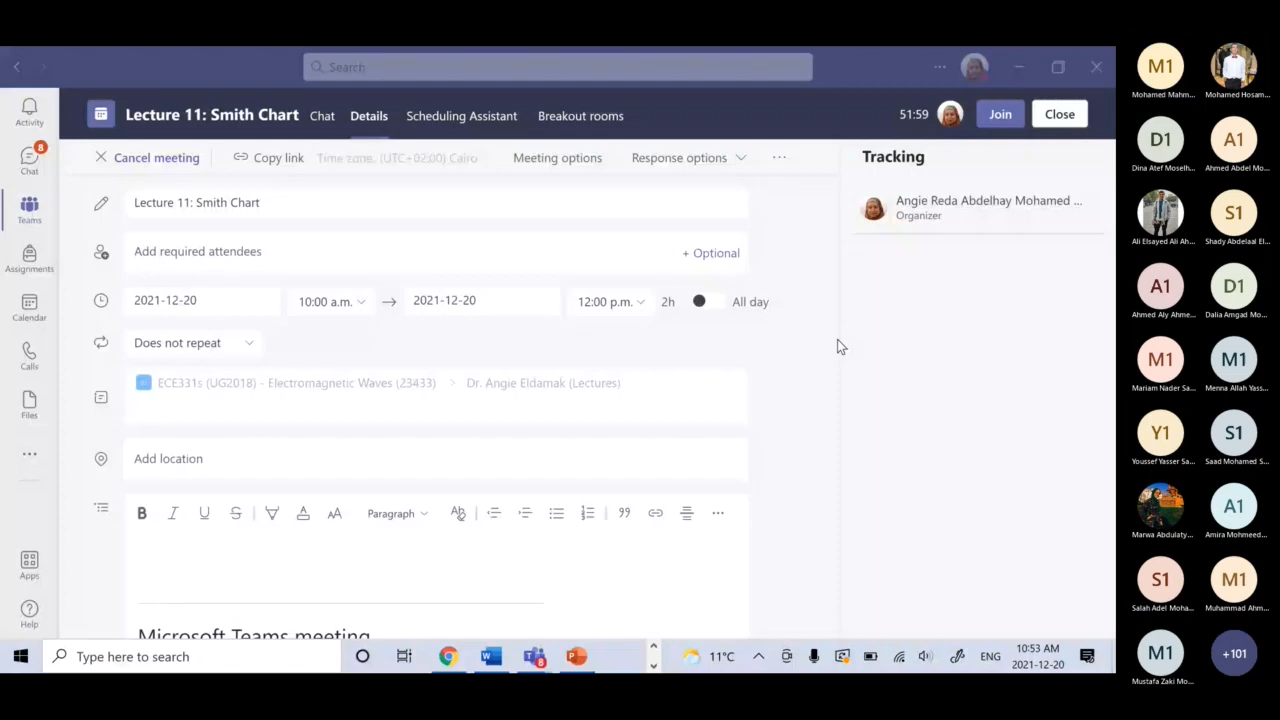 Search
Lecture 11: Smith Chart
Chat
Details
Scheduling Assistant
Breakout rooms
51:59
Join
Close
Cancel meeting
Copy link
Time zone: (UTC+02:00) Cairo
Meeting options
Response options
Tracking
Activity
8
Chat
Teams
Assignments
Calendar
Calls
Files
Apps
Help
Lecture 11: Smith Chart
Add required attendees
+ Optional
2021-12-20
10:00 a.m.
2021-12-20
12:00 p.m.
2h
All day
Does not repeat
ECE331s (UG2018) - Electromagnetic Waves (23433) > Dr. Angie Eldamak (Lectures)
Add location
B I U S
Paragraph
Microsoft Teams meeting
Angie Reda Abdelhay Mohamed ...
Organizer
Type here to search
8
11°C
ENG
10:53 AM
2021-12-20
M1
Mohamed Mahm...
Mohamed Hosam...
D1
Dina Atef Moselh...
A1
Ahmed Abdel Mo...
Ali Elsayed Ali Ah...
S1
Shady Abdelaal El...
A1
Ahmed Aly Ahme...
D1
Dalia Amgad Mo...
M1
Mariam Nader Sa...
M1
Menna Allah Yass...
Y1
Youssef Yasser Sa...
S1
Saad Mohamed S...
Marwa Abdulaty...
A1
Amira Mohmeed...
S1
Salah Adel Moha...
M1
Muhammad Ahm...
M1
Mustafa Zaki Mo...
+101